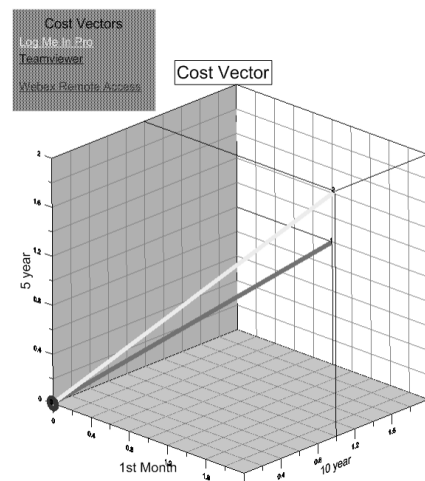 Cost Vectors
Log Me In Pro
Teamviewer
Webex Remote Access
Cost Vector
2
1.6
1.2
0.8
0.4
0
5 year
0
0.4
0.8
1.2
1.6
1st Month
0.4
0.8
1.2
1.6
10 year